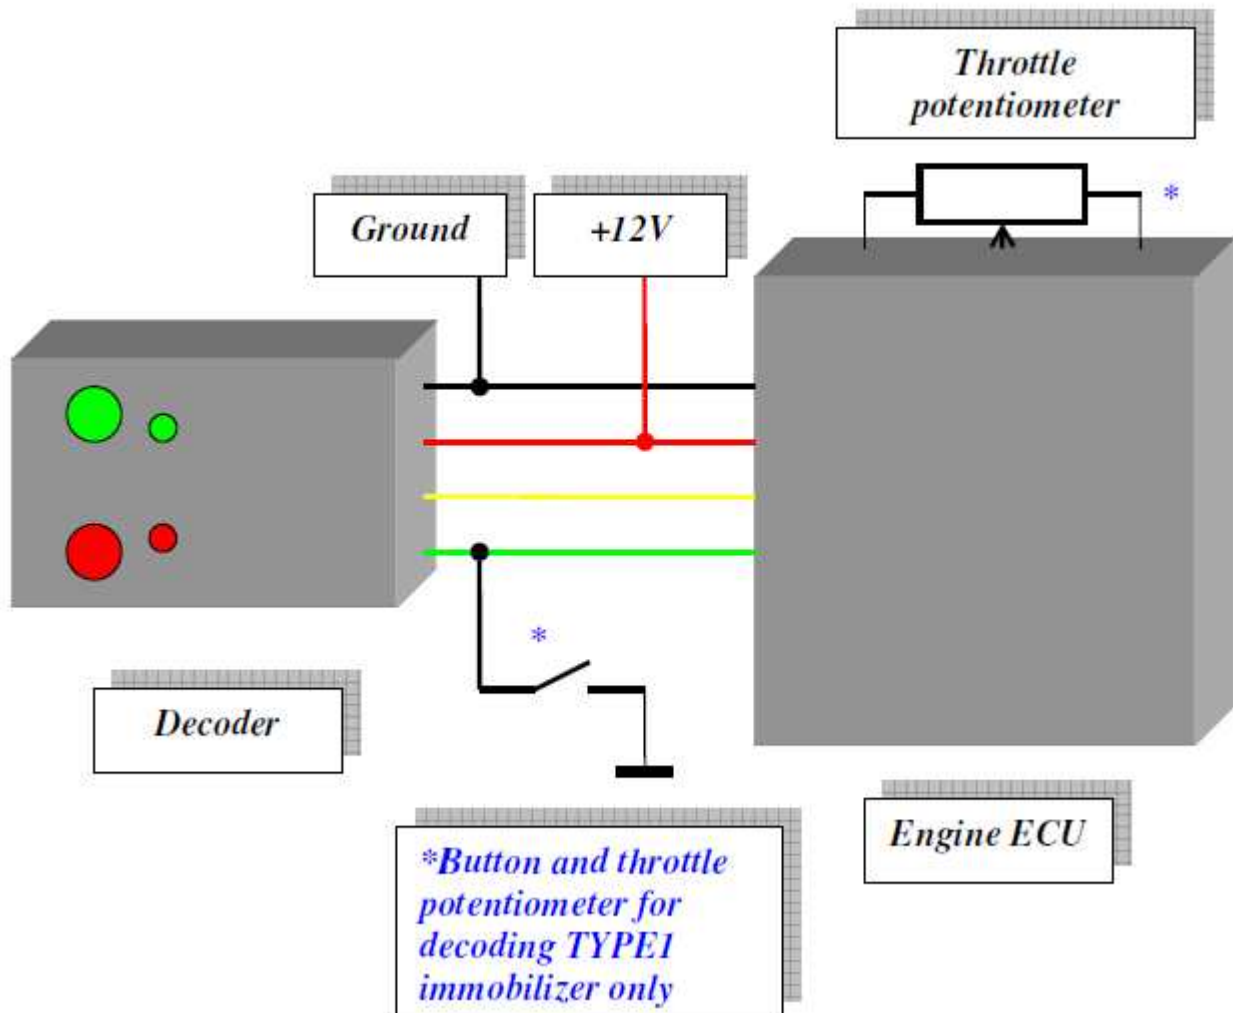 Throttle
potentiometer
*
Ground
+12V
*
Decoder
Engine ECU
*Button and throttle
potentiometer for
decoding TYPE1
immobilizer only